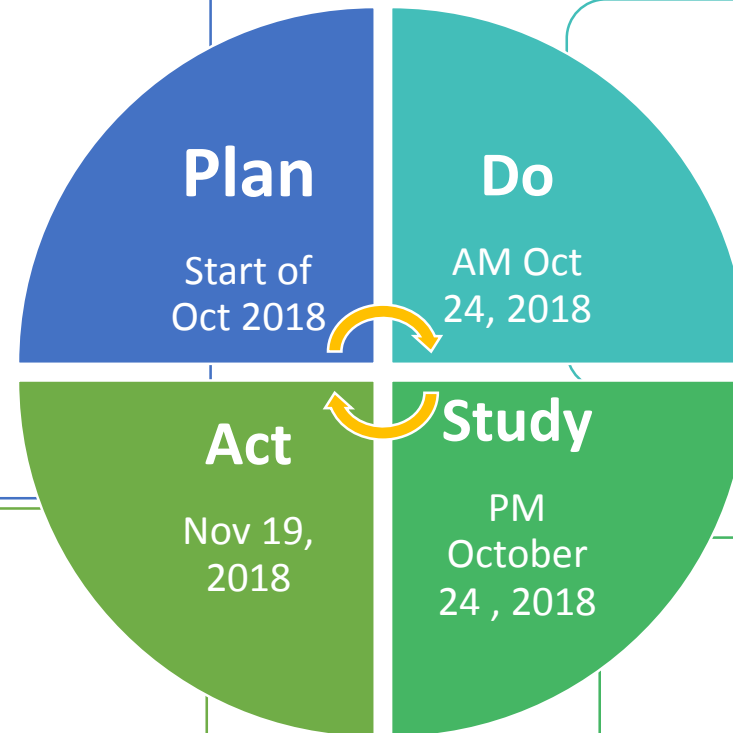 Plan
Start of
Oct 2018
Do
AM Oct
24, 2018
Study
PM
October
24 , 2018
Act
Nov 19,
2018